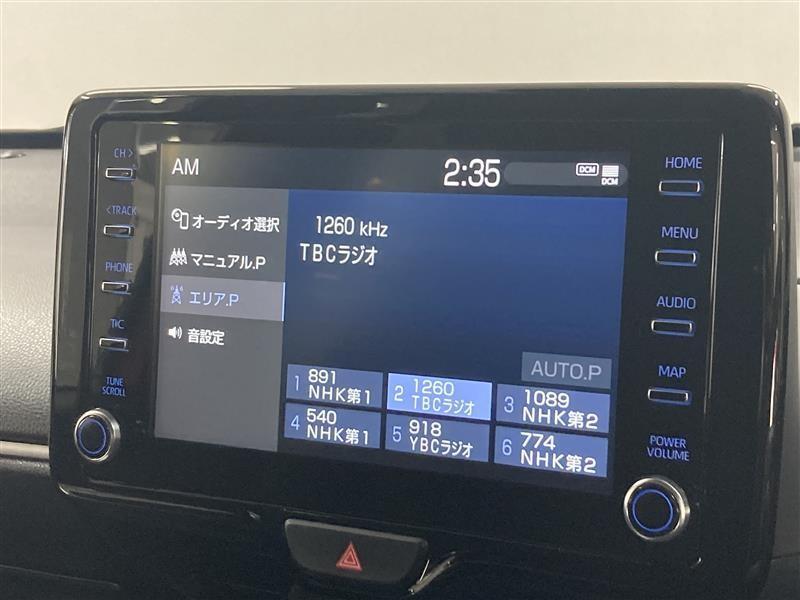 CH >
< TRACK
PHONE
T/C
TUNE
SCROLL
AM
2:35
DCM
DCM
オーディオ選択
マニュアル.P
エリア.P
音設定
1260 kHz
TBCラジオ
AUTO.P
1 891
NHK第1
2 1260
TBCラジオ
3 1089
NHK第2
4 540
NHK第1
5 918
YBCラジオ
6 774
NHK第2
HOME
MENU
AUDIO
MAP
POWER
VOLUME